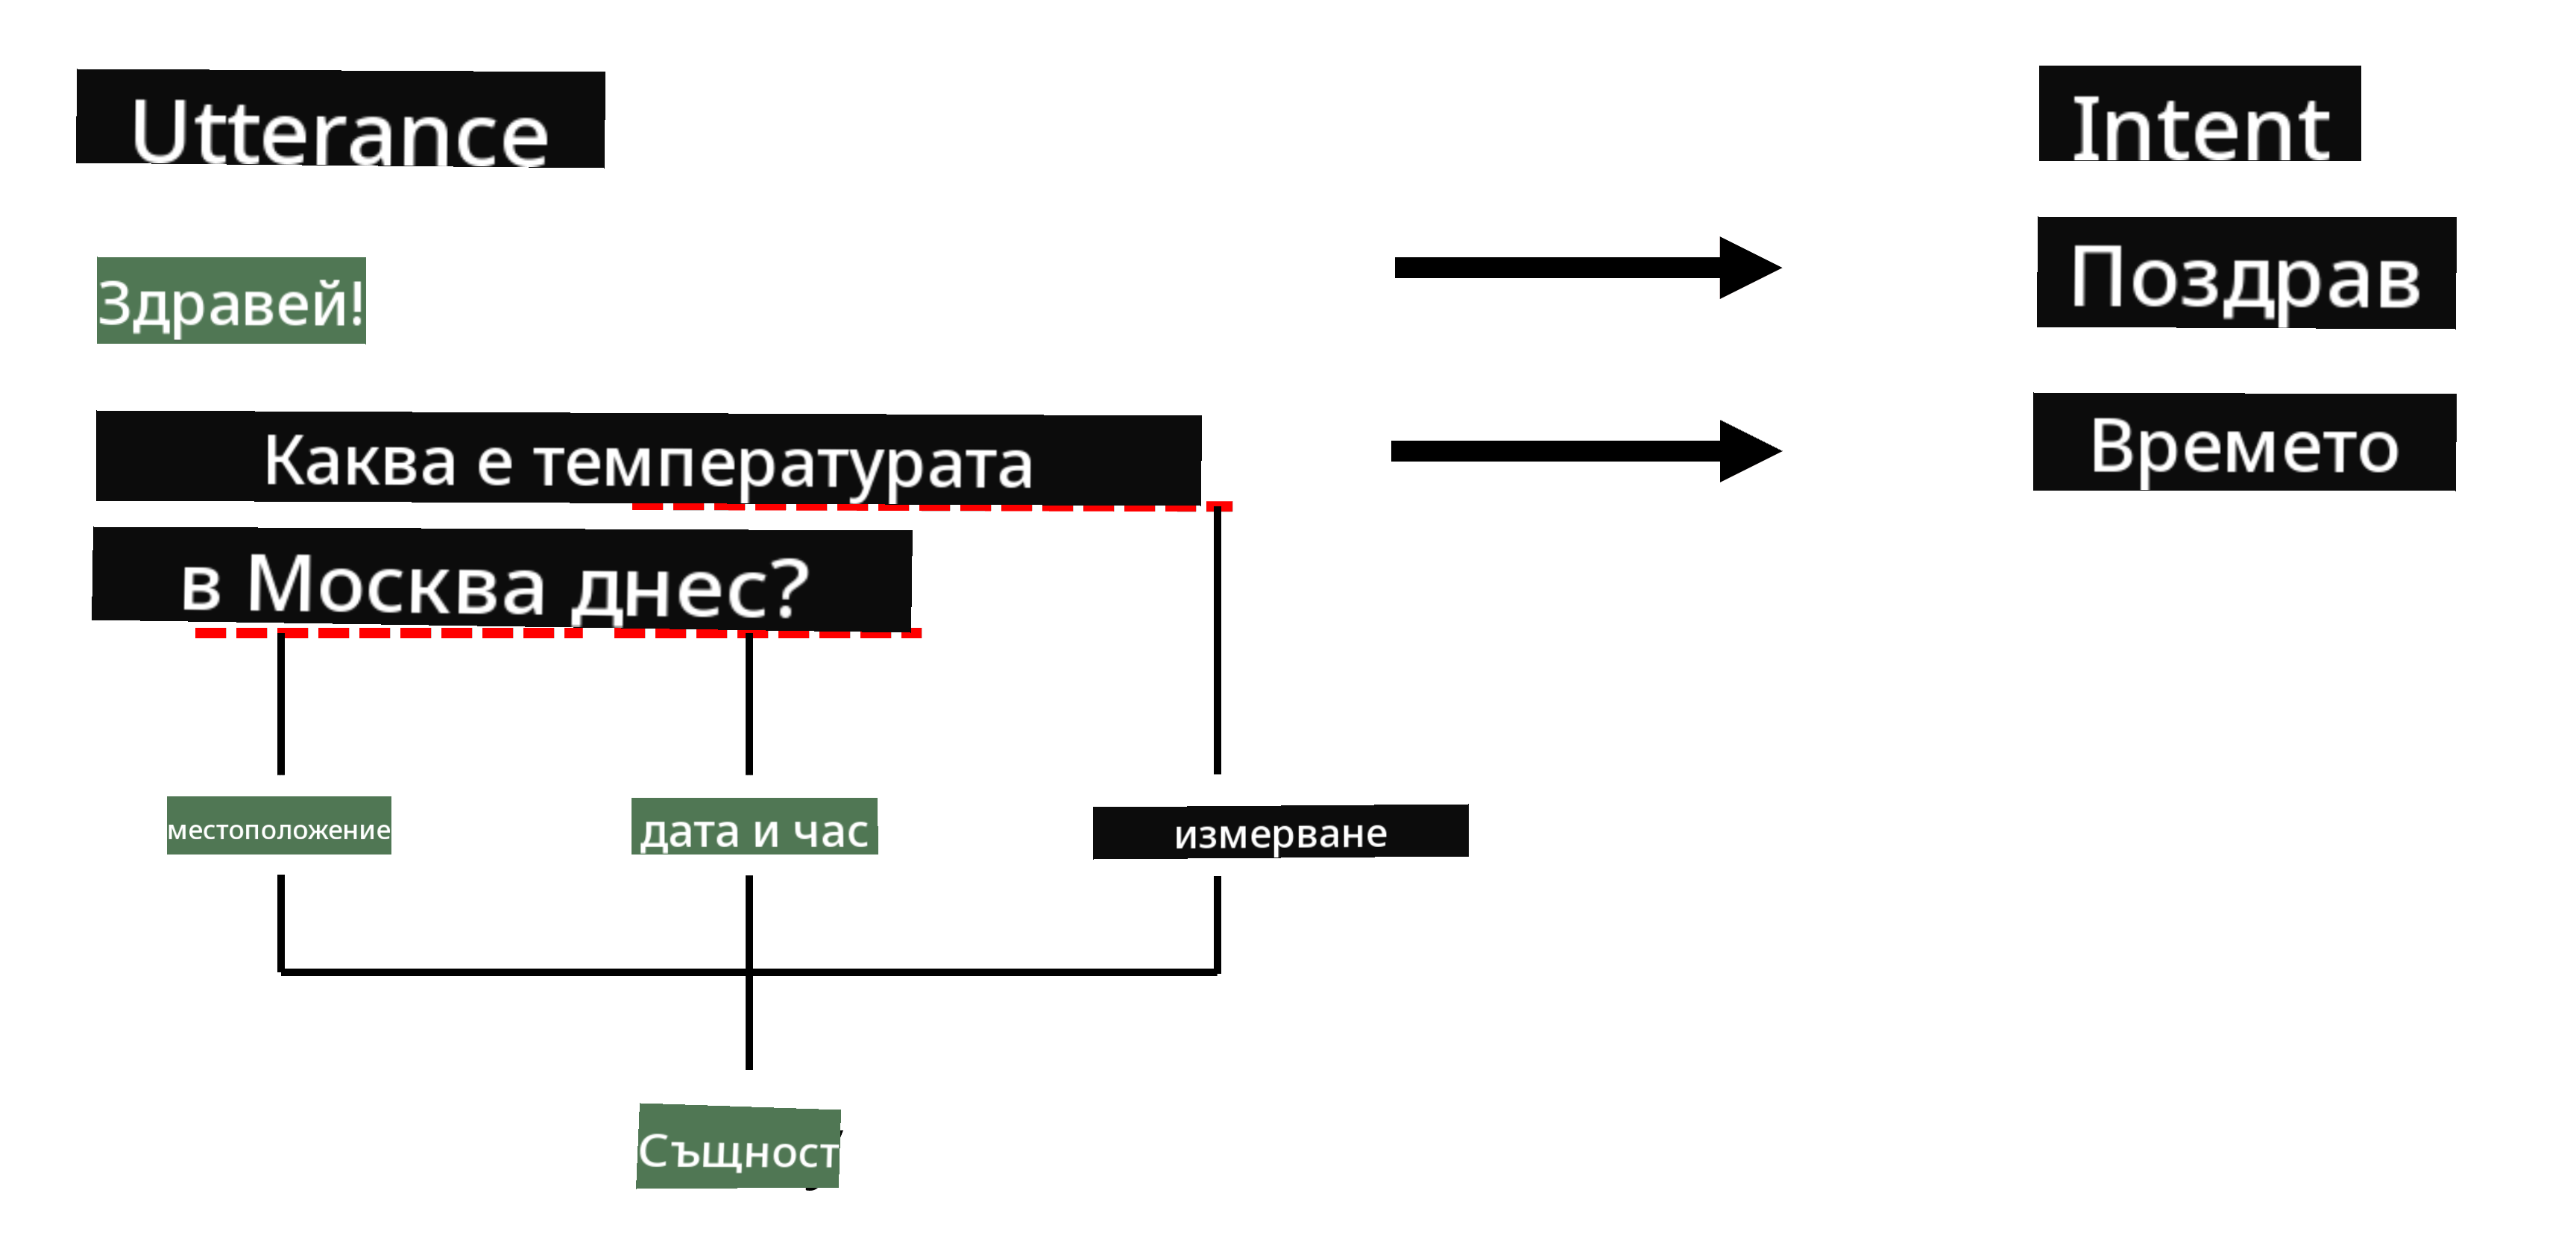 Utterance
Intent
Здравей!
Поздрав
Каква е температурата
в Москва днес?
Времето
местоположение
дата и час
измерване
Същност